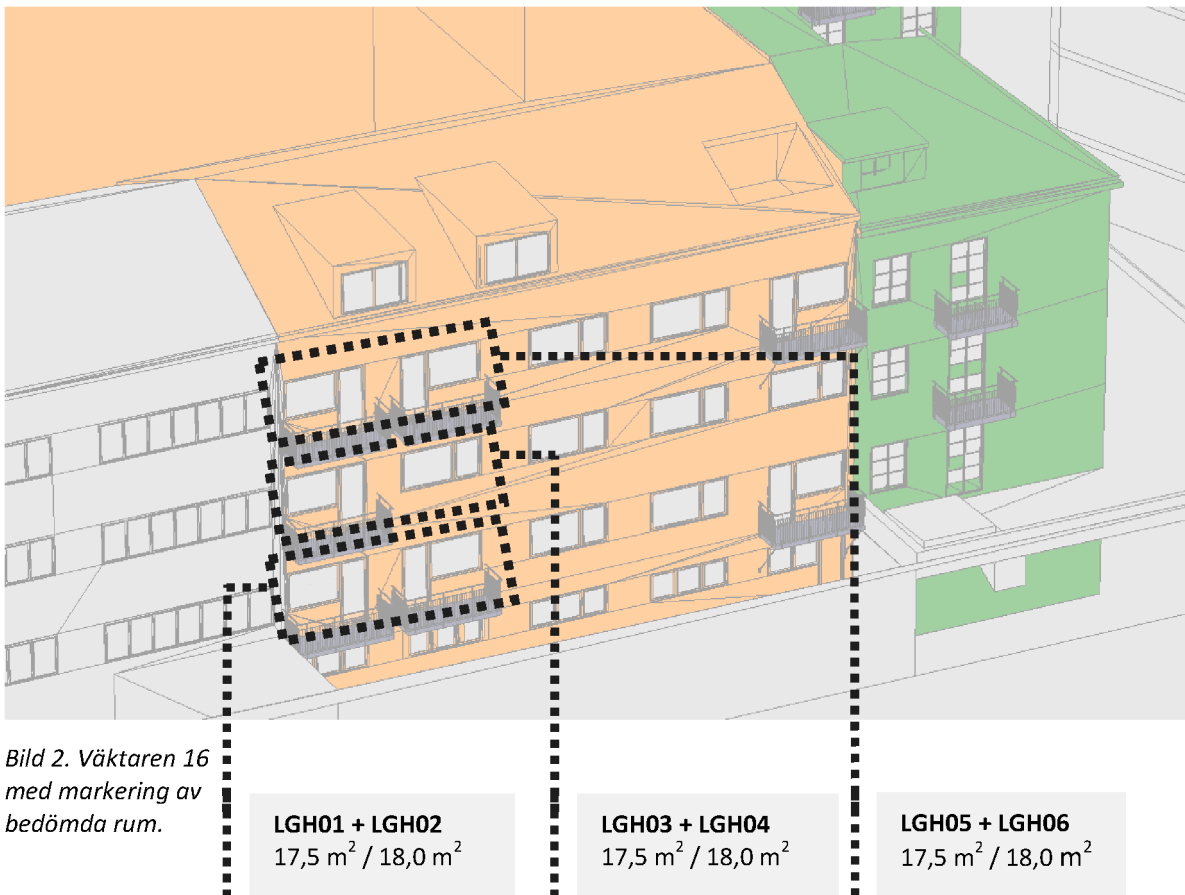 Bild 2. Väktaren 16
med markering av
bedömda rum.
LGH01 + LGH02
17,5 m² / 18,0 m²
LGH03 + LGH04
17,5 m² / 18,0 m²
LGH05 + LGH06
17,5 m² / 18,0 m²